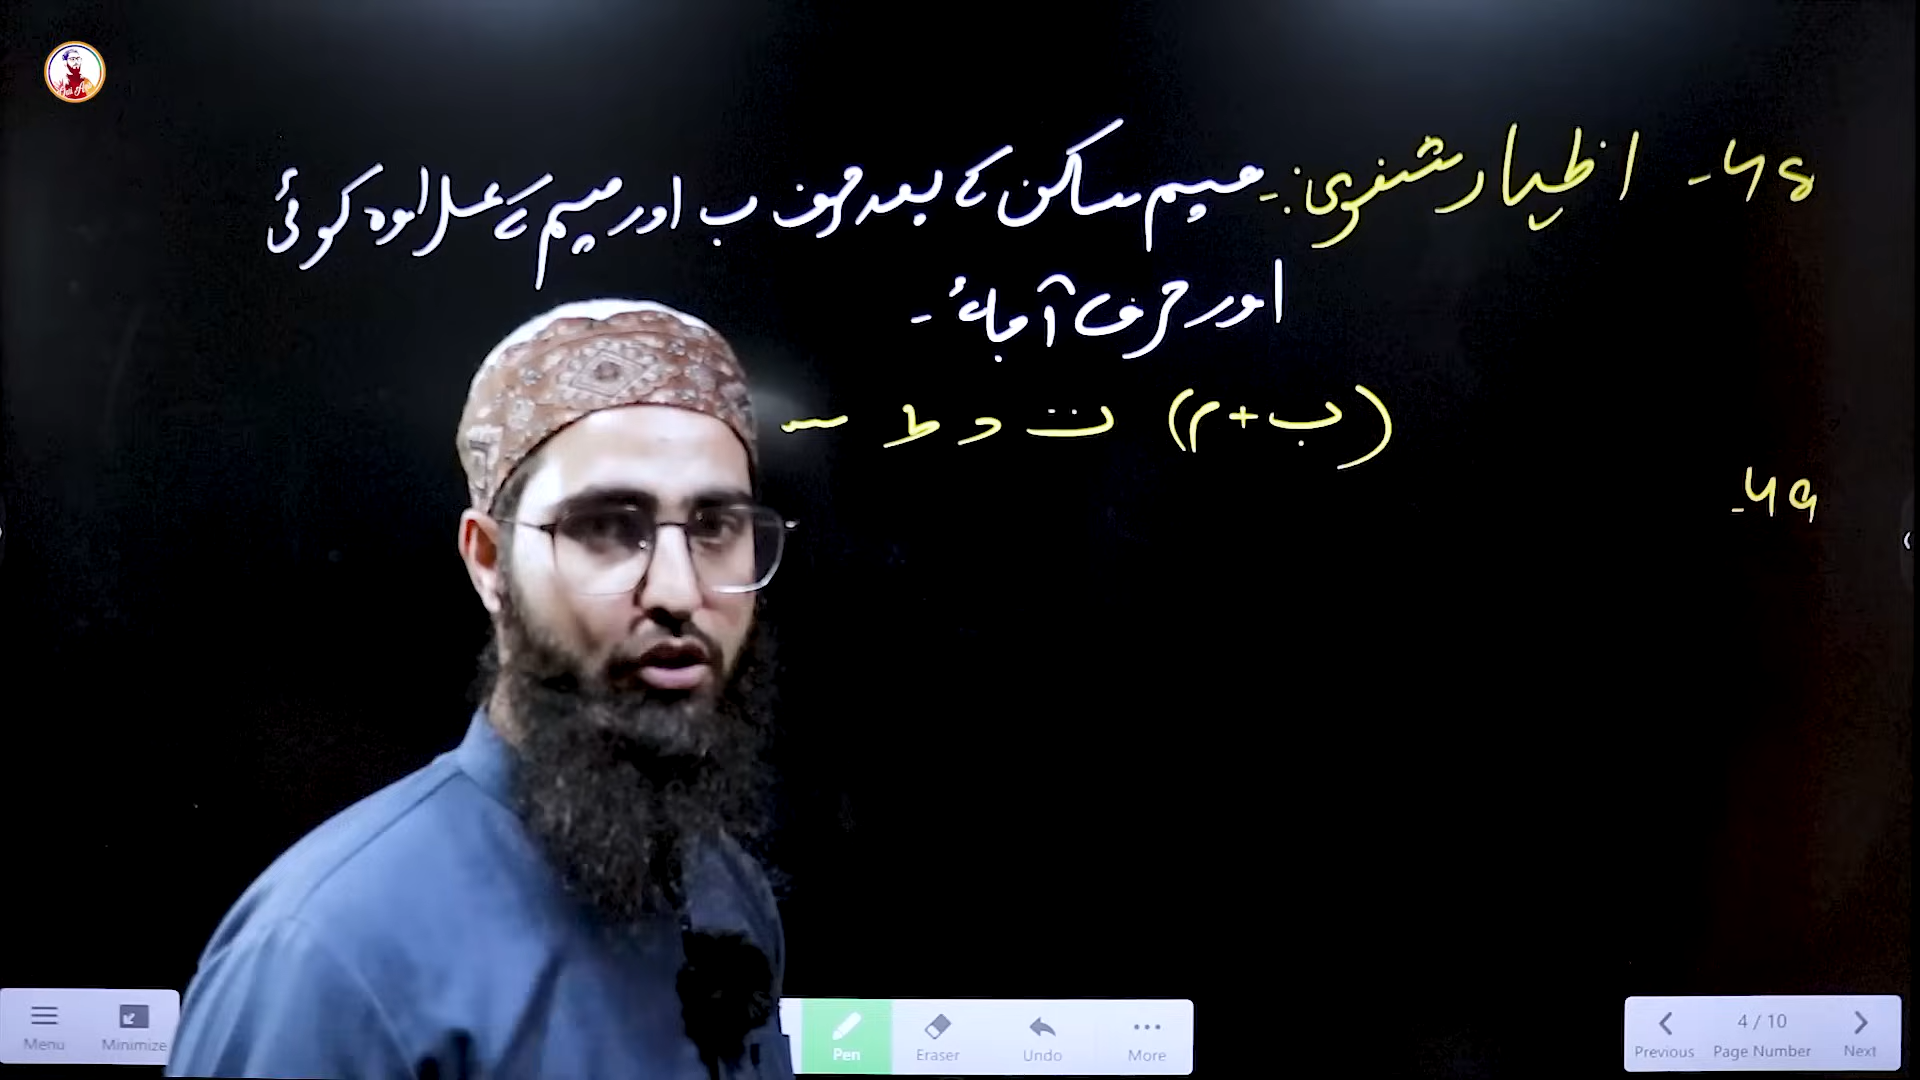 ۴۸۔ اظہار شفوی:۔ میم ساکن کے بعد حرف ب اور میم کے علاوہ کوئی
اور حرف آ جائے۔
(ب + م) ت د ط
۴۹۔
Menu Minimize Pen Eraser Undo More
4 / 10
Previous Page Number Next